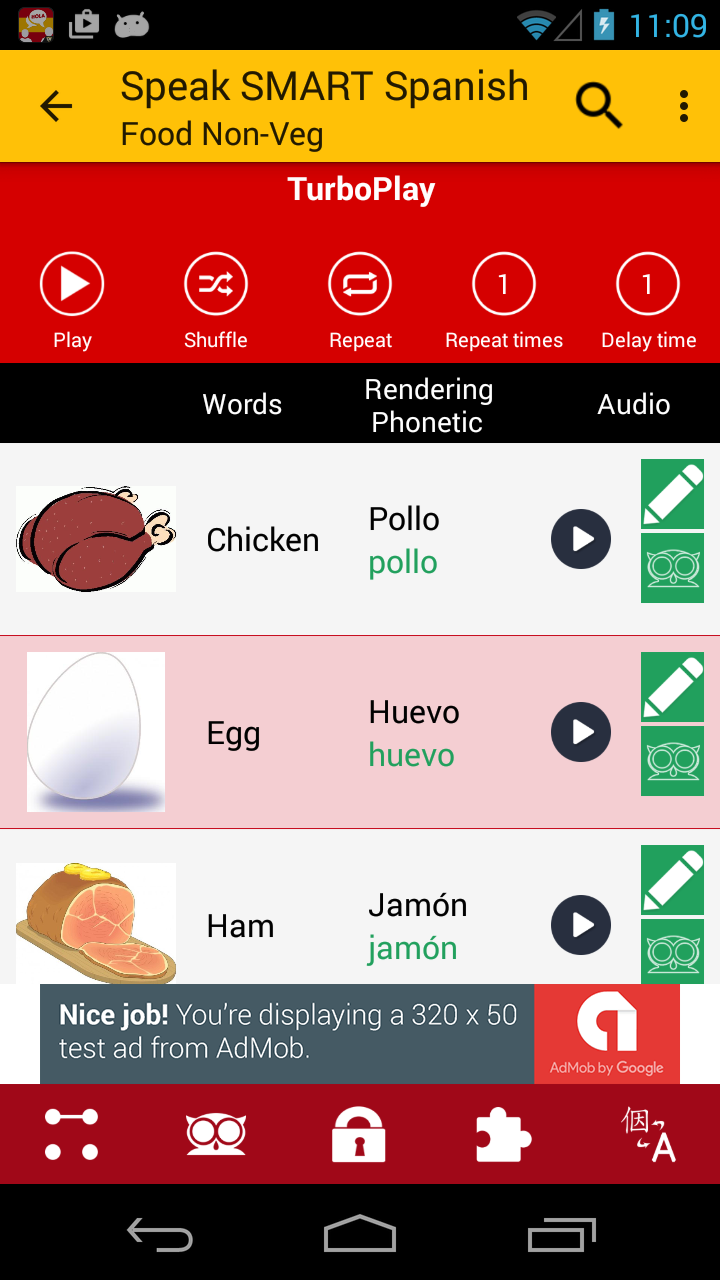 HOLA
11:09
Speak SMART Spanish
Food Non-Veg
TurboPlay
1
1
Play
Shuffle
Repeat
Repeat times
Delay time
Words
Rendering
Phonetic
Audio
Chicken
Pollo
pollo
Egg
Huevo
huevo
Ham
Jamón
jamón
Nice job! You're displaying a 320 x 50
test ad from AdMob.
AdMob by Google
個
A